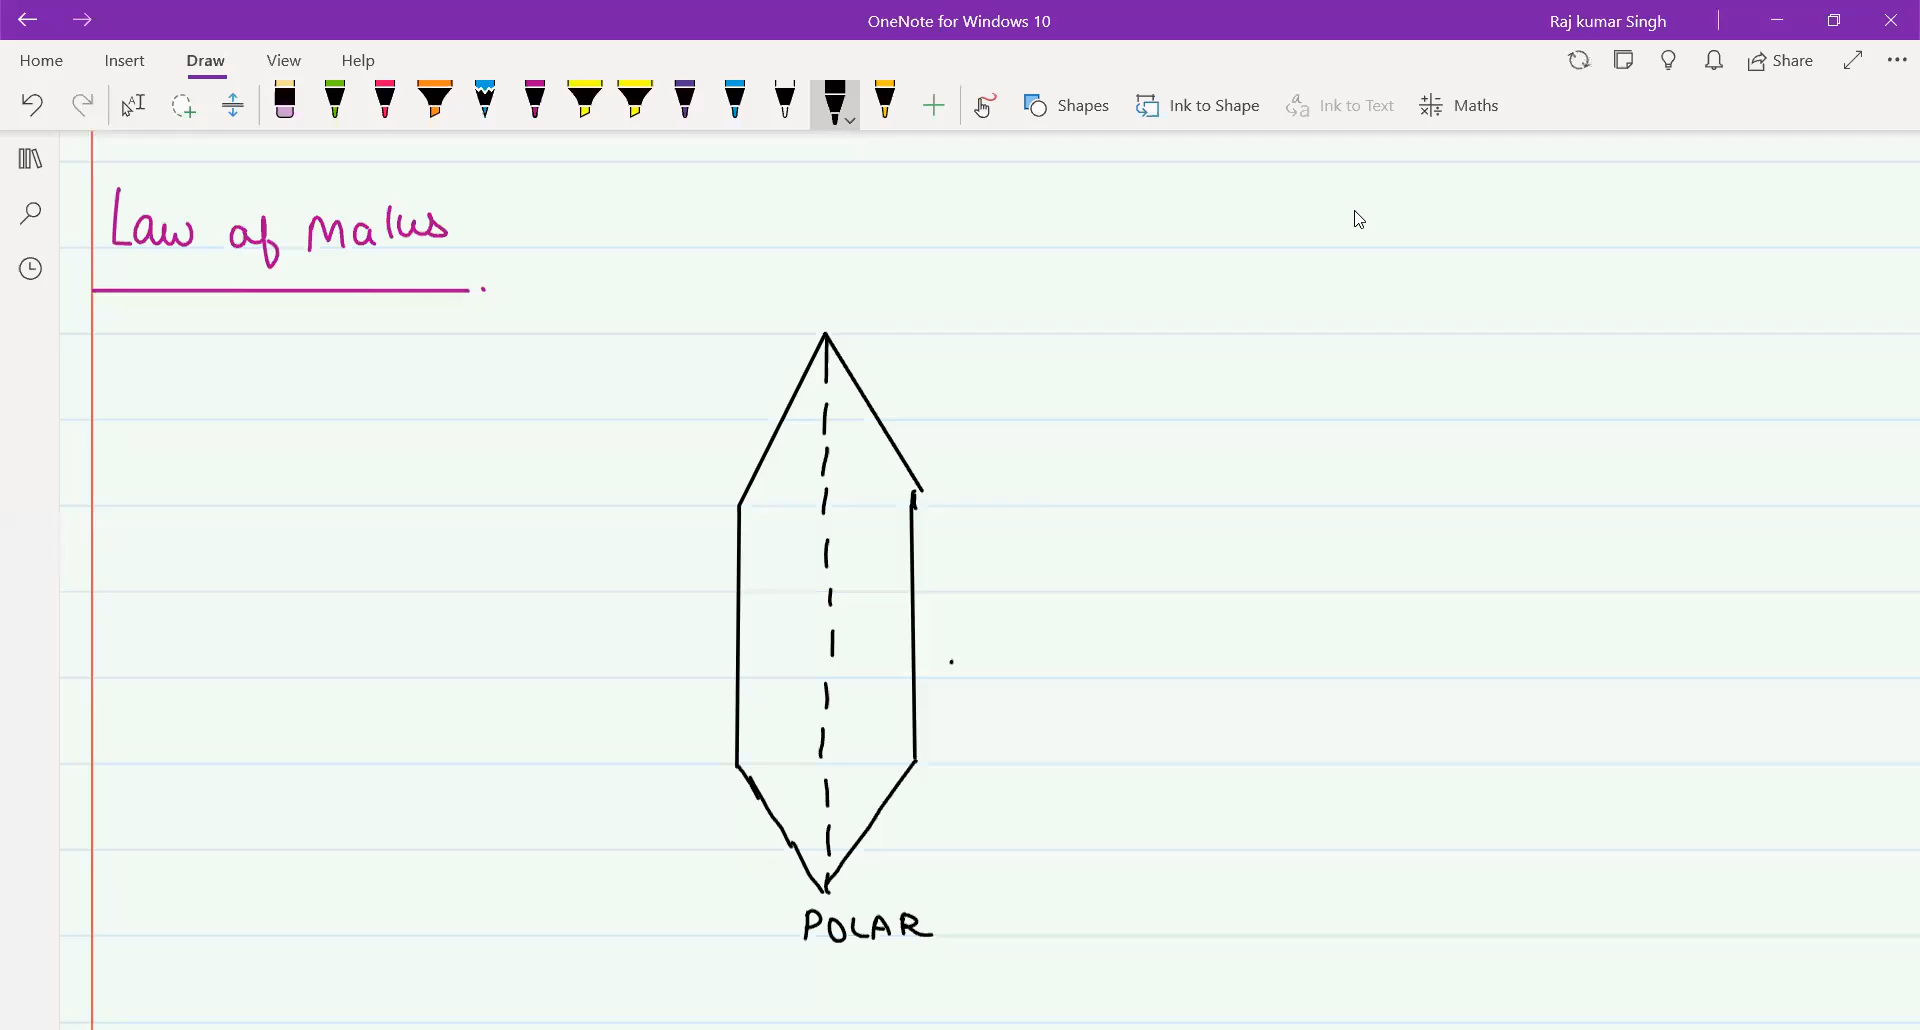 OneNote for Windows 10
Raj kumar Singh
Home Insert Draw View Help
Share
Shapes Ink to Shape Ink to Text Maths
Law of Malus
POLAR